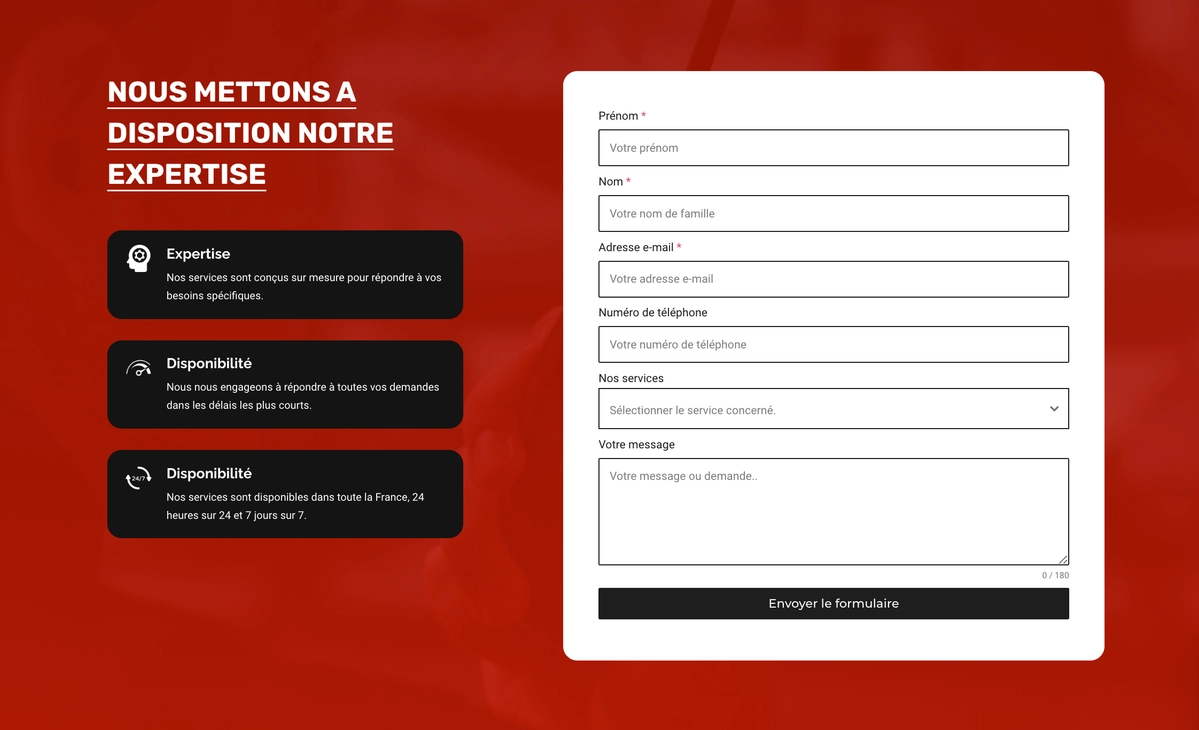 NOUS METTONS A
DISPOSITION NOTRE
EXPERTISE
Expertise
Nos services sont conçus sur mesure pour répondre à vos
besoins spécifiques.
Disponibilité
Nous nous engageons à répondre à toutes vos demandes
dans les délais les plus courts.
24/7
Disponibilité
Nos services sont disponibles dans toute la France, 24
heures sur 24 et 7 jours sur 7.
Prénom *
Votre prénom
Nom *
Votre nom de famille
Adresse e-mail *
Votre adresse e-mail
Numéro de téléphone
Votre numéro de téléphone
Nos services
Sélectionner le service concerné.
Votre message
Votre message ou demande..
0 / 180
Envoyer le formulaire